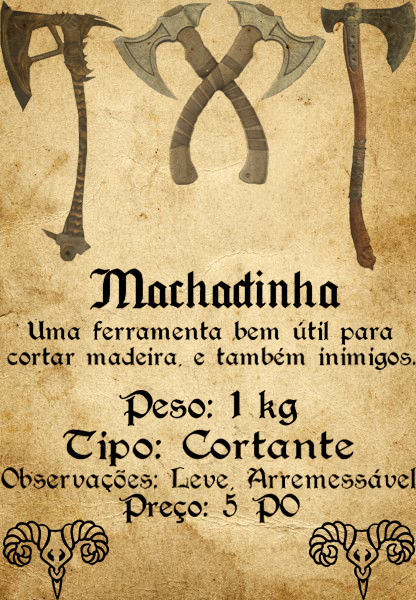 Machadinha
Uma ferramenta bem útil para
cortar madeira, e também inimigos.
Peso: 1 kg
Tipo: Cortante
Observações: Leve, Arremessável
Preço: 5 PO